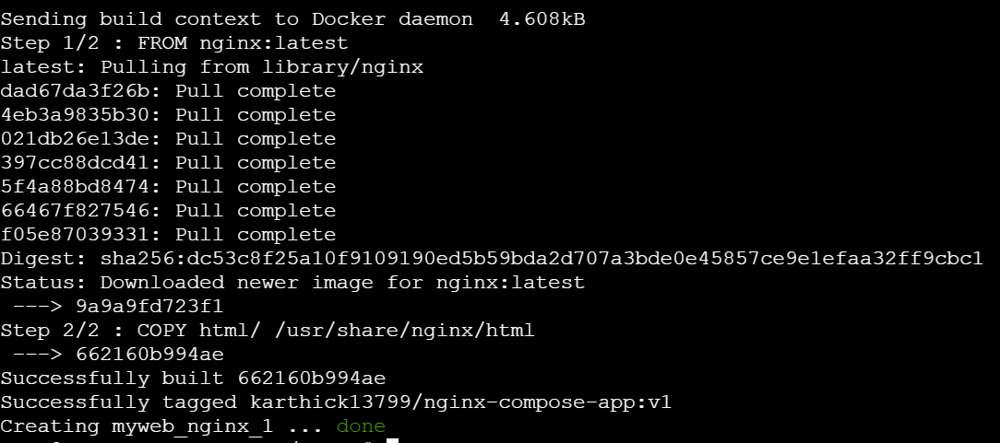 Sending build context to Docker daemon  4.608kB
Step 1/2 : FROM nginx:latest
latest: Pulling from library/nginx
dad67da3f26b: Pull complete
4eb3a9835b30: Pull complete
021db26e13de: Pull complete
397cc88dcd41: Pull complete
5f4a88bd8474: Pull complete
66467f827546: Pull complete
f05e87039331: Pull complete
Digest: sha256:dc53c8f25a10f9109190ed5b59bda2d707a3bde0e45857ce9e1efaa32ff9cbc1
Status: Downloaded newer image for nginx:latest
 ---> 9a9a9fd723f1
Step 2/2 : COPY html/ /usr/share/nginx/html
 ---> 662160b994ae
Successfully built 662160b994ae
Successfully tagged karthick13799/nginx-compose-app:v1
Creating myweb_nginx_1 ... done